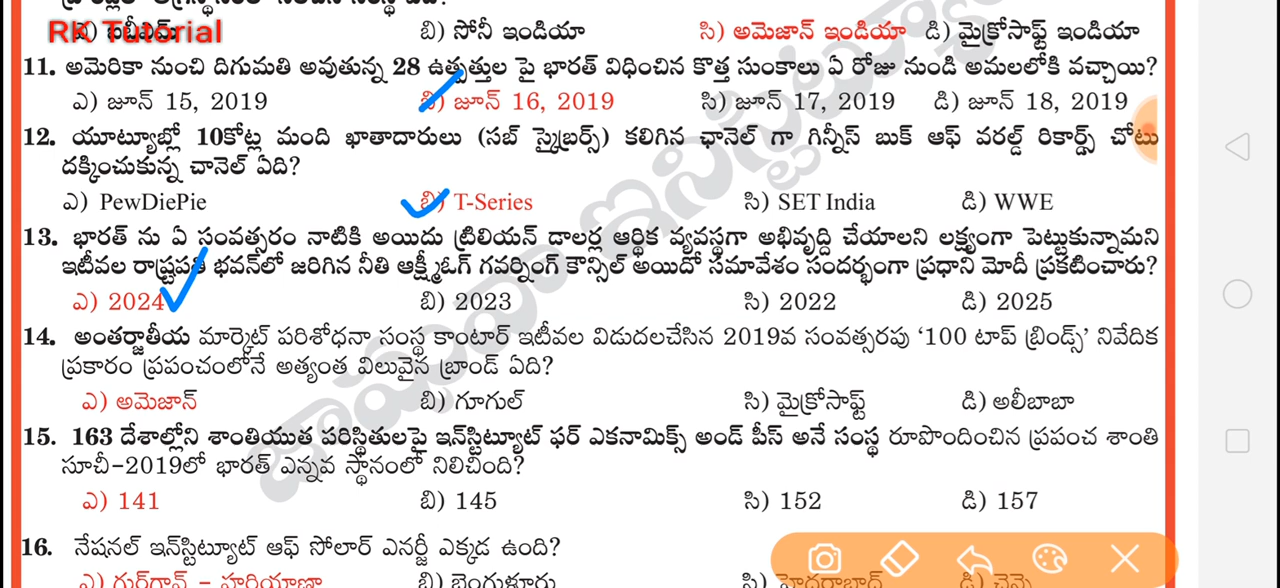 RK Tutorial
బి) సోనీ ఇండియా సి) అమెజాన్ ఇండియా డి) మైక్రోసాఫ్ట్ ఇండియా
11. అమెరికా నుంచి దిగుమతి అవుతున్న 28 ఉత్పత్తుల పై భారత్ విధించిన కొత్త సుంకాలు ఏ రోజు నుండి అమలలోకి వచ్చాయి?
ఎ) జూన్ 15, 2019 బి) జూన్ 16, 2019 సి) జూన్ 17, 2019 డి) జూన్ 18, 2019
12. యూట్యూబ్లో 10కోట్ల మంది ఖాతాదారులు (సబ్ స్క్రైబర్స్) కలిగిన ఛానెల్ గా గిన్నీస్ బుక్ ఆఫ్ వరల్డ్ రికార్డ్స్ చోటు
దక్కించుకున్న చానెల్ ఏది?
ఎ) PewDiePie బి) T-Series సి) SET India డి) WWE
13. భారత్ ను ఏ సంవత్సరం నాటికి అయిదు ట్రిలియన్ డాలర్ల ఆర్థిక వ్యవస్థగా అభివృద్ది చేయాలని లక్ష్యంగా పెట్టుకున్నామని
ఇటీవల రాష్ట్రపతి భవన్‌లో జరిగిన నీతి ఆక్ష్మీఓగ్ గవర్నింగ్ కౌన్సిల్ అయిదో సమావేశం సందర్భంగా ప్రధాని మోదీ ప్రకటించారు?
ఎ) 2024 బి) 2023 సి) 2022 డి) 2025
14. అంతర్జాతీయ మార్కెట్ పరిశోధనా సంస్థ కాంటార్ ఇటీవల విడుదలచేసిన 2019వ సంవత్సరపు ‘100 టాప్ బ్రిండ్స్’ నివేదిక
ప్రకారం ప్రపంచంలోనే అత్యంత విలువైన బ్రాండ్ ఏది?
ఎ) అమెజాన్ బి) గూగుల్ సి) మైక్రోసాఫ్ట్ డి) అలీబాబా
15. 163 దేశాల్లోని శాంతియుత పరిస్థితులపై ఇన్‌స్టిట్యూట్ ఫర్ ఎకనామిక్స్ అండ్ పీస్ అనే సంస్థ రూపొందించిన ప్రపంచ శాంతి
సూచీ-2019లో భారత్ ఎన్నవ స్థానంలో నిలిచింది?
ఎ) 141 బి) 145 సి) 152 డి) 157
16. నేషనల్ ఇన్‌స్టిట్యూట్ ఆఫ్ సోలార్ ఎనర్జీ ఎక్కడ ఉంది?
ఎ) గుర్‌గావ్ - హరియాణా బి) బెంగుళూరు సి) హైదరాబాద్ డి) చెన్నై